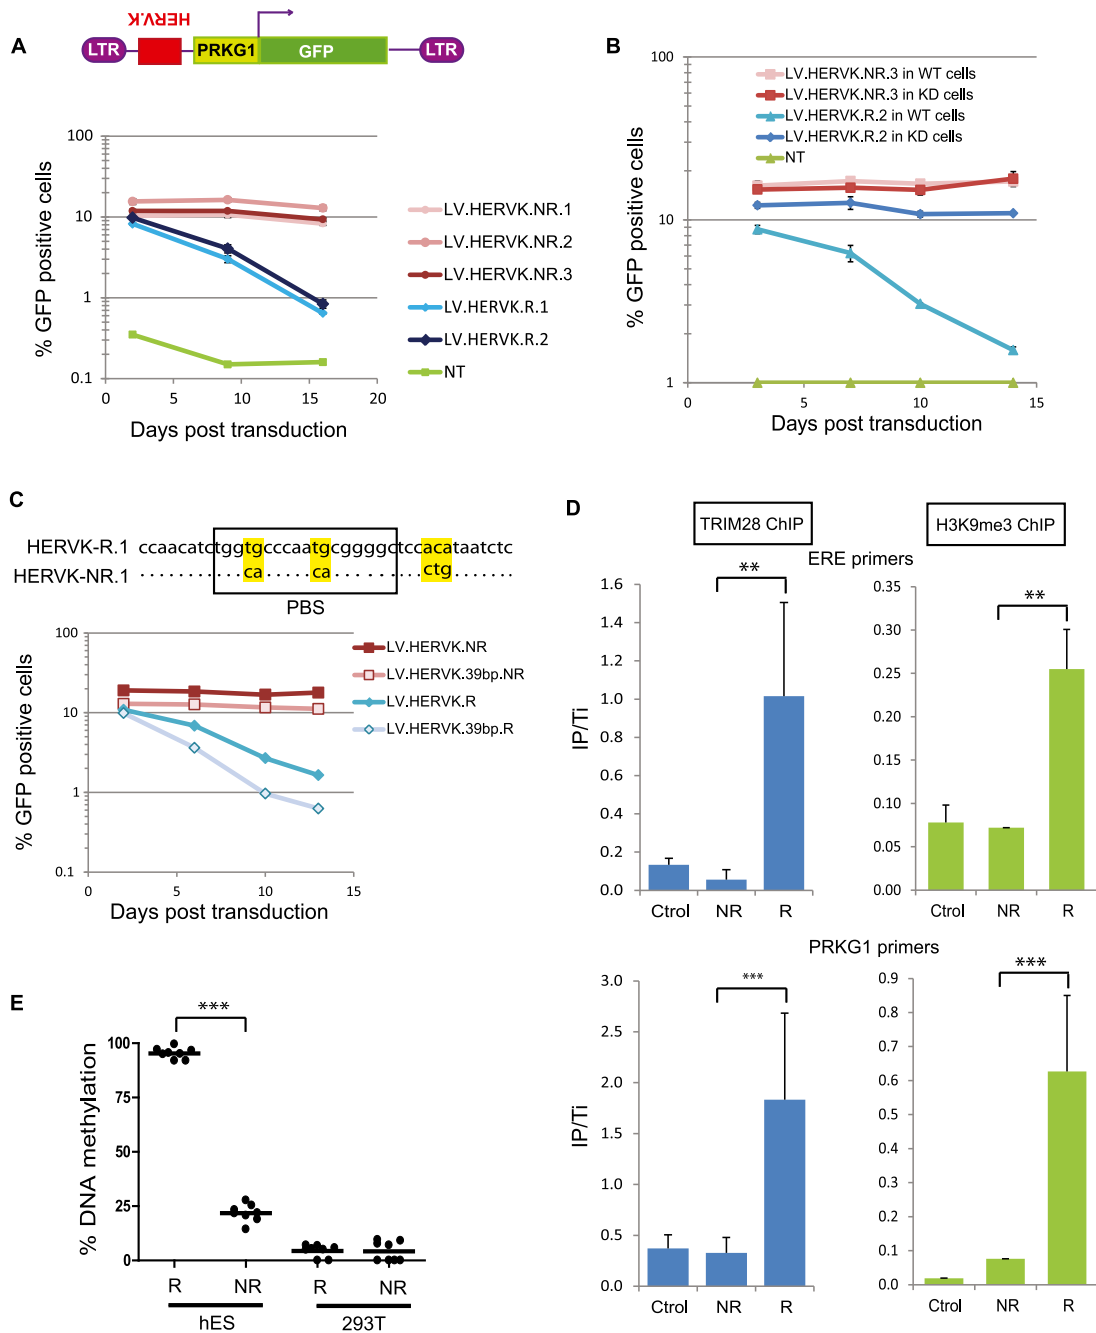 A
HERV.K
LTR
PRKG1
GFP
LTR
% GFP positive cells
100
10
1
0.1
0
5
10
15
20
Days post transduction
LV.HERVK.NR.1
LV.HERVK.NR.2
LV.HERVK.NR.3
LV.HERVK.R.1
LV.HERVK.R.2
NT
B
LV.HERVK.NR.3 in WT cells
LV.HERVK.NR.3 in KD cells
LV.HERVK.R.2 in WT cells
LV.HERVK.R.2 in KD cells
NT
% GFP positive cells
100
10
1
0
5
10
15
Days post transduction
C
HERVK-R.1 ccaacatctggtgcccaatgcggggctccacataatctc
HERVK-NR.1 ca ca ctg
PBS
% GFP positive cells
100
10
1
0.1
0
5
10
15
Days post transduction
LV.HERVK.NR
LV.HERVK.39bp.NR
LV.HERVK.R
LV.HERVK.39bp.R
D
TRIM28 ChIP
H3K9me3 ChIP
ERE primers
IP/Ti
1.6
1.4
1.2
1.0
0.8
0.6
0.4
0.2
0.0
**
Ctrol
NR
R
0.35
0.30
0.25
0.20
0.15
0.10
0.05
0.00
**
Ctrol
NR
R
PRKG1 primers
IP/Ti
3.0
2.5
2.0
1.5
1.0
0.5
0.0
***
Ctrol
NR
R
0.9
0.8
0.7
0.6
0.5
0.4
0.3
0.2
0.1
0.0
***
Ctrol
NR
R
E
% DNA methylation
100
75
50
25
0
***
R
NR
R
NR
hES
293T